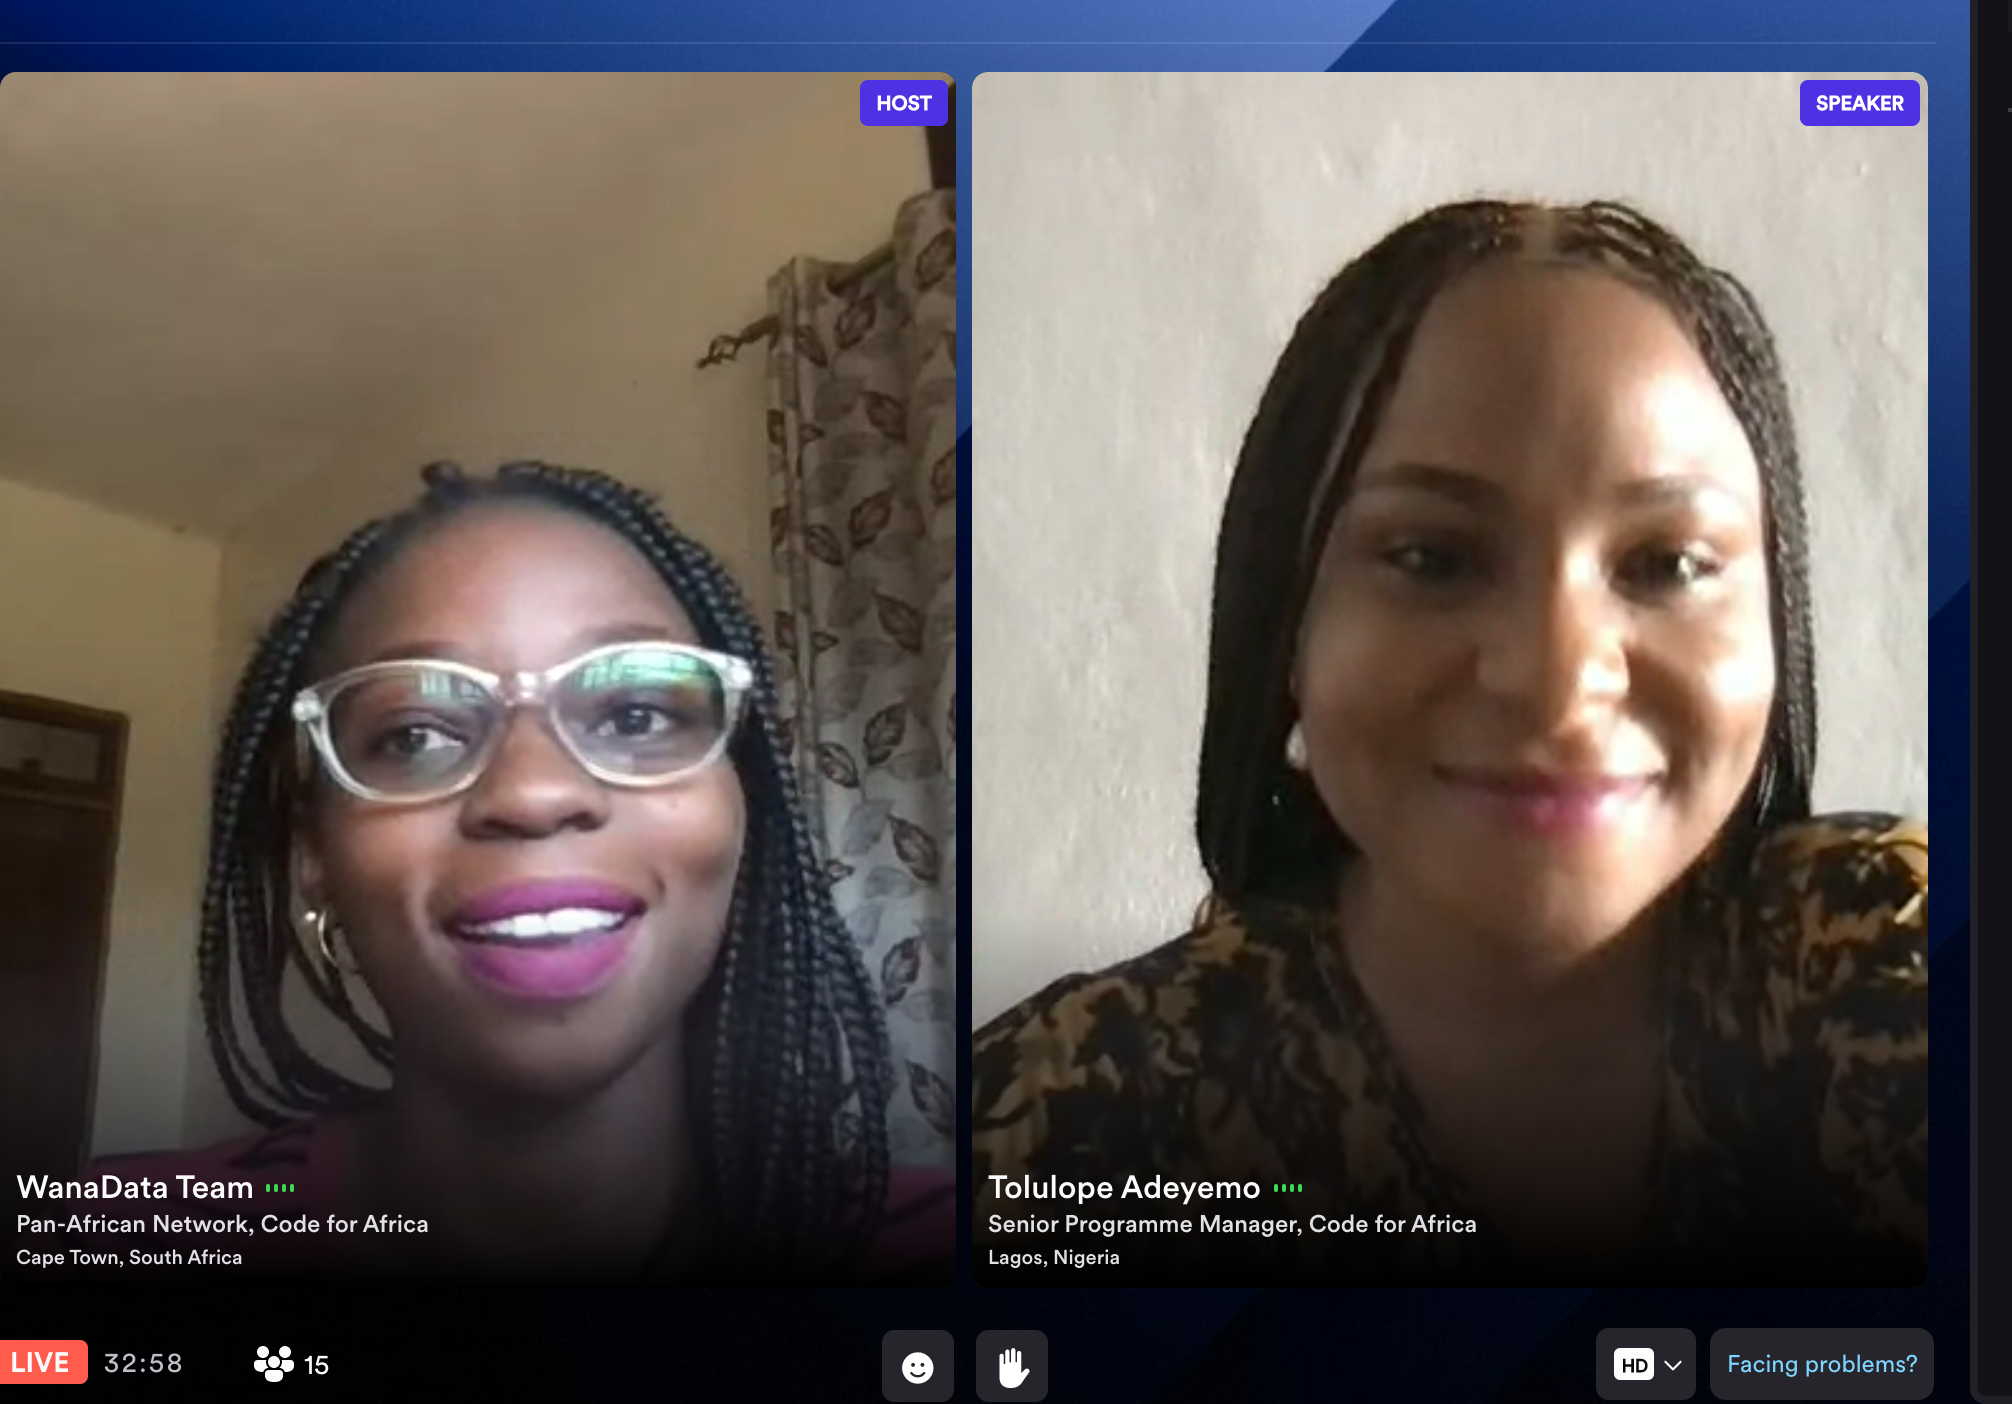 HOST
SPEAKER
WanaData Team
Pan-African Network, Code for Africa
Cape Town, South Africa
Tolulope Adeyemo
Senior Programme Manager, Code for Africa
Lagos, Nigeria
LIVE 32:58 15
HD Facing problems?